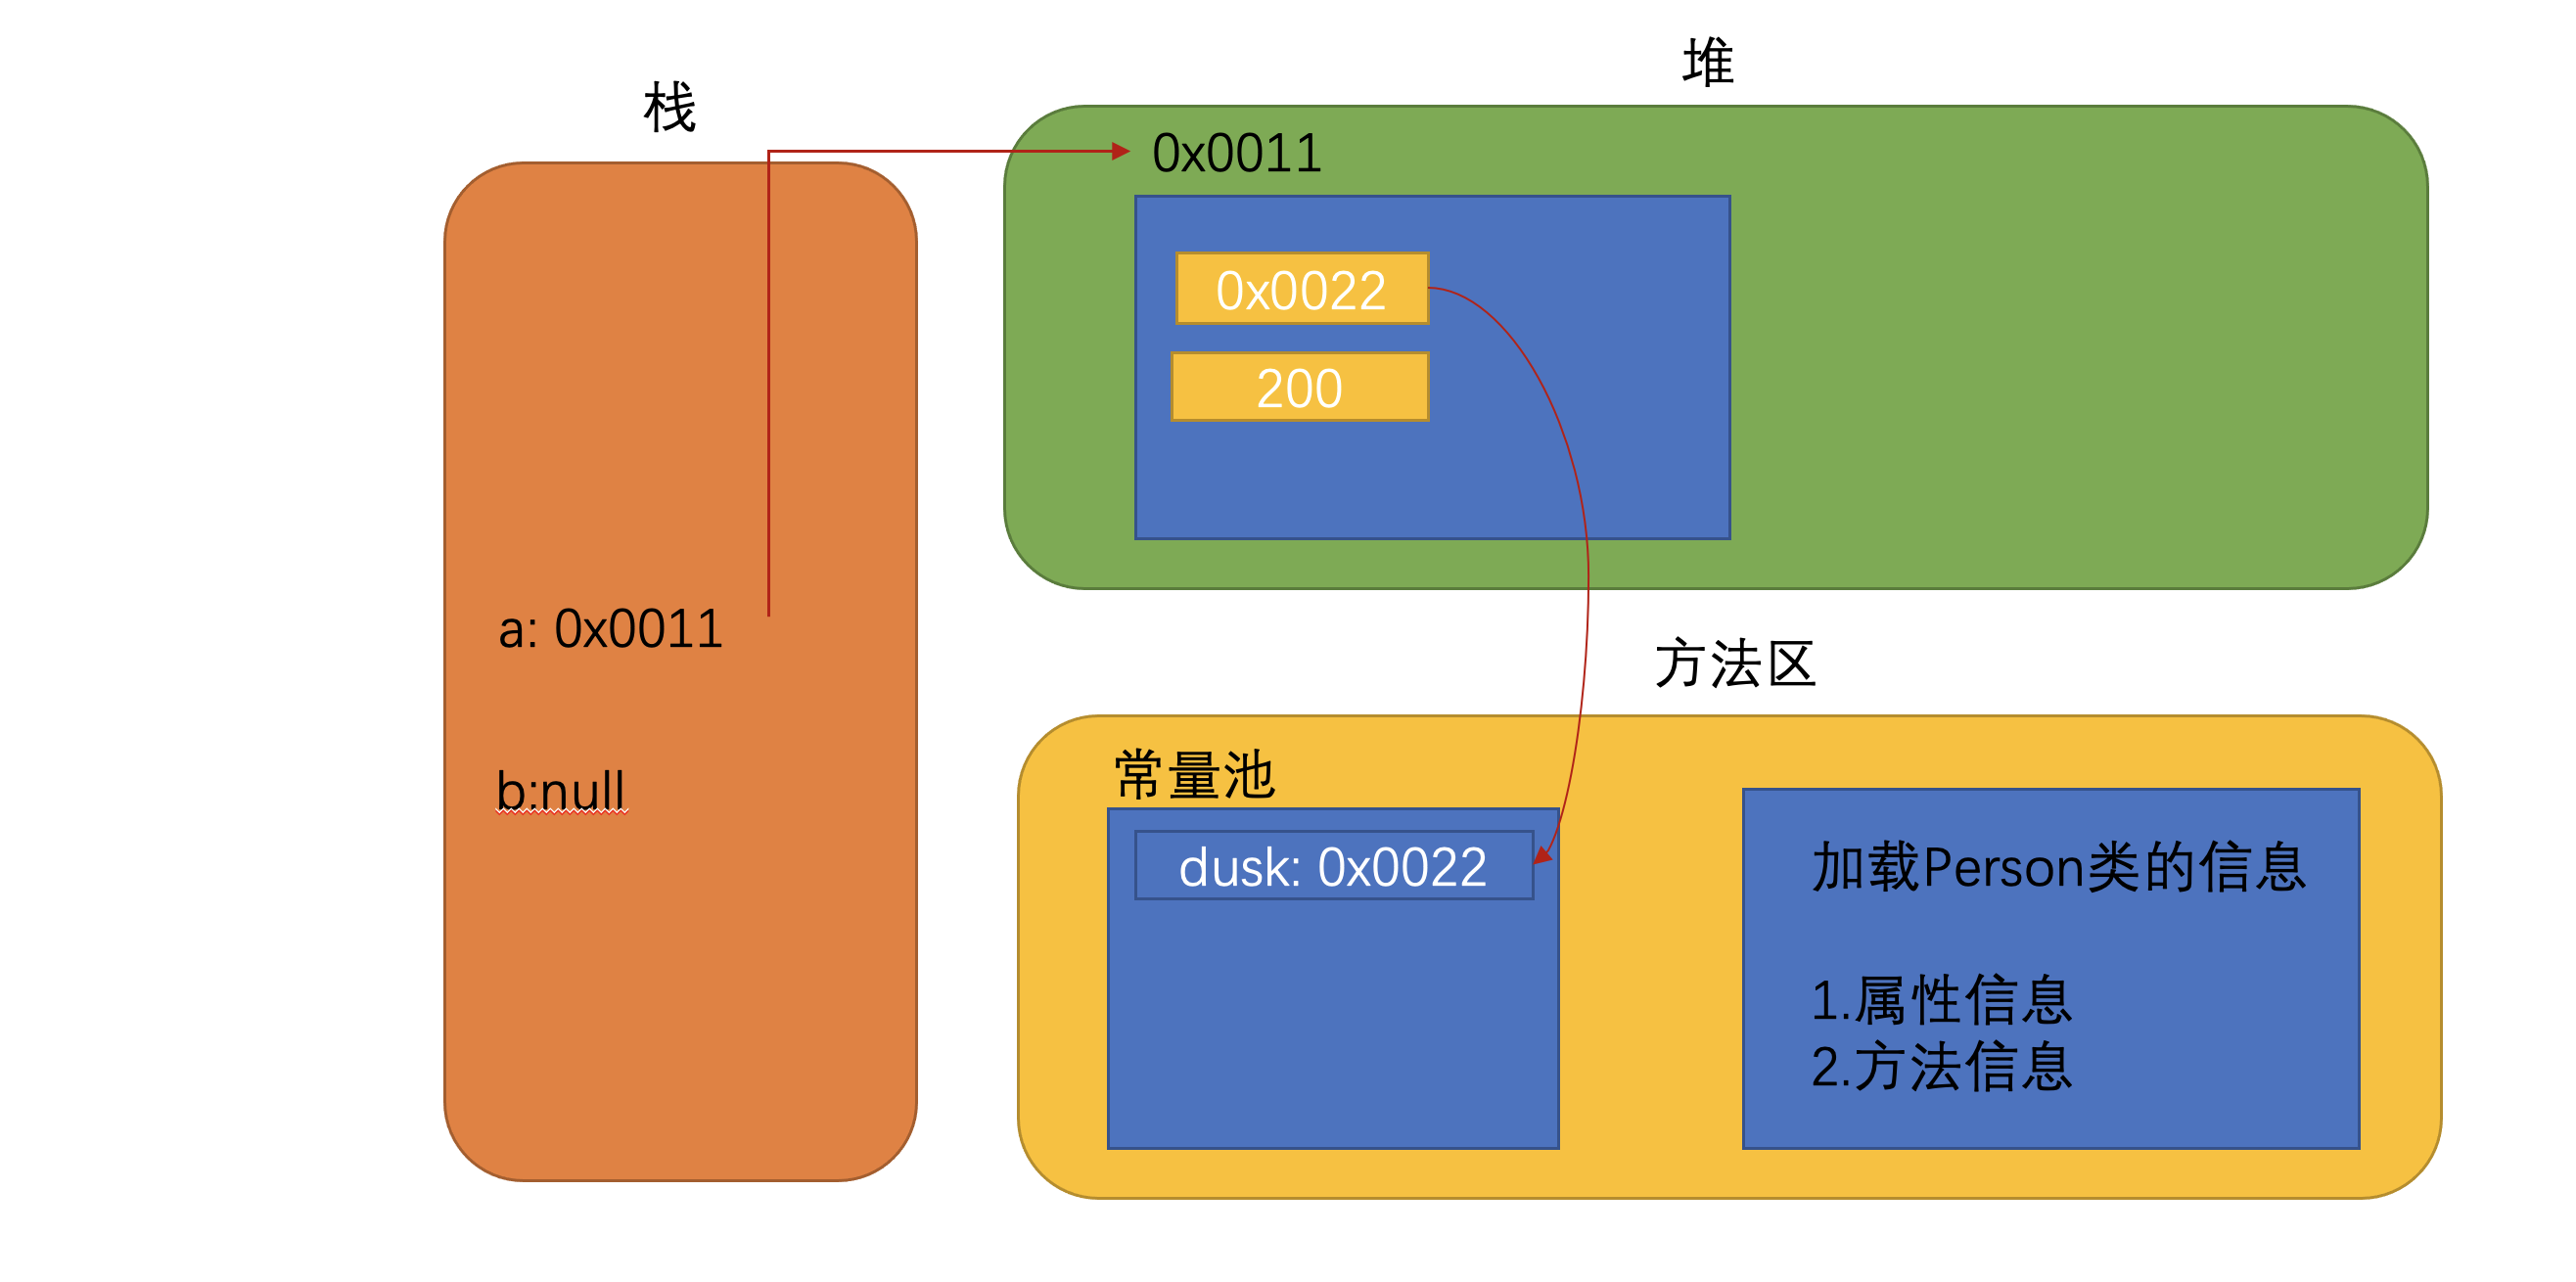 栈
堆
0x0011
0x0022
200
a: 0x0011
b:null
方法区
常量池
dusk: 0x0022
加载Person类的信息
1.属性信息
2.方法信息